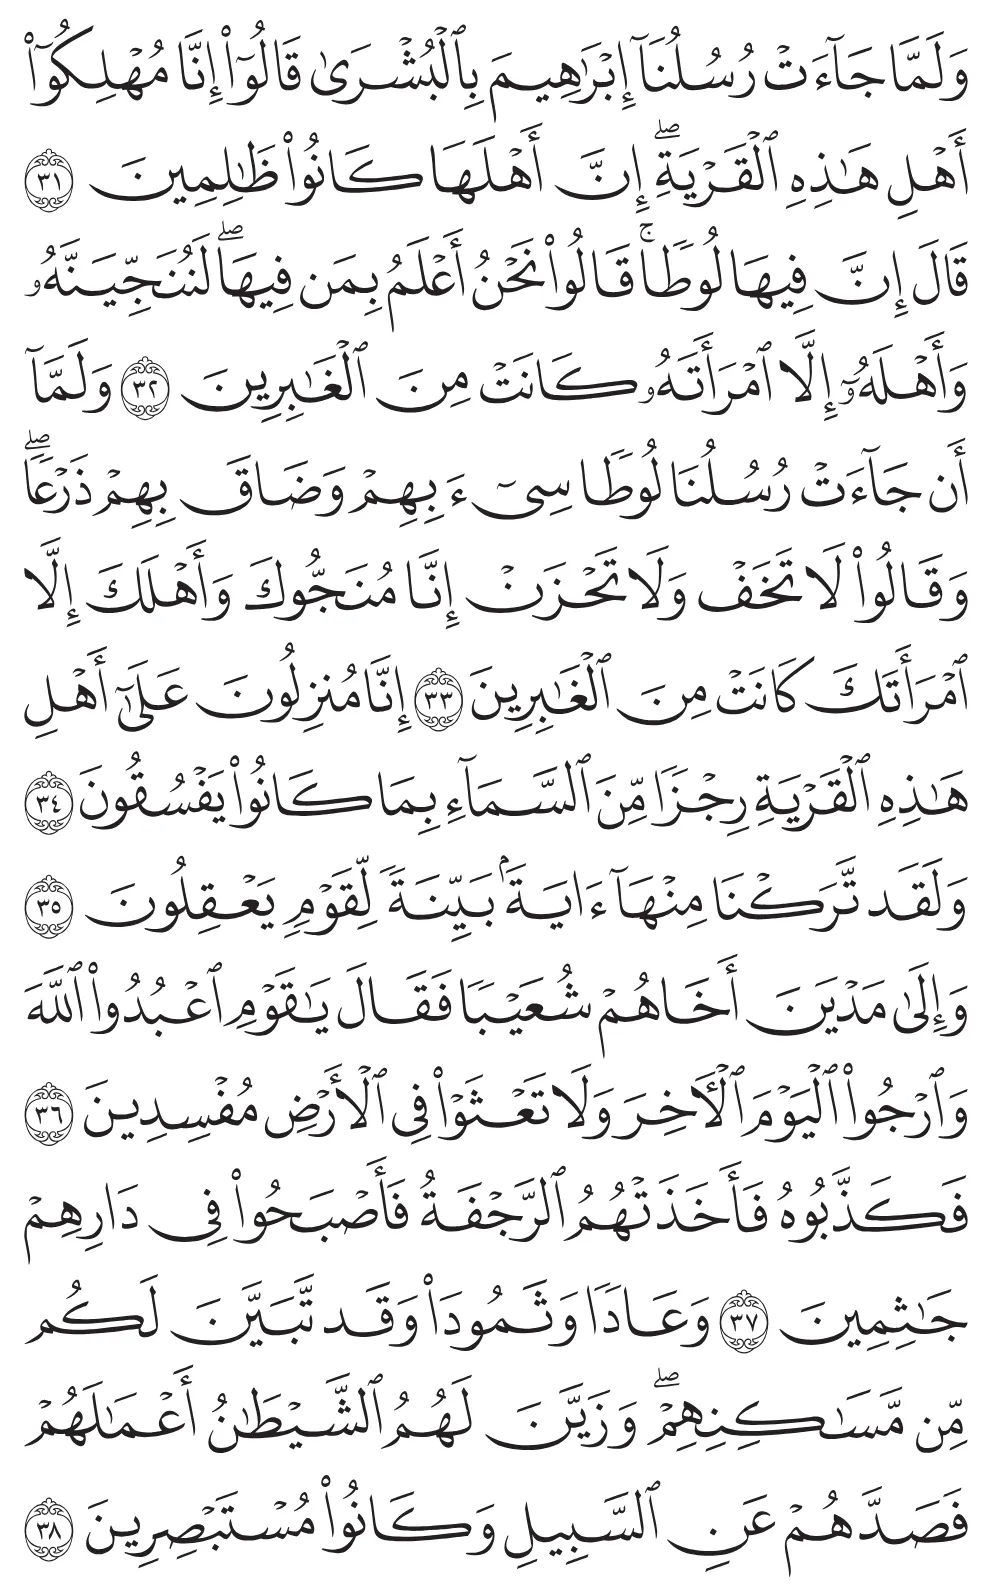 وَلَمَّا جَآءَتْ رُسُلُنَآ إِبْرَٰهِيمَ بِٱلْبُشْرَىٰ قَالُوٓا۟ إِنَّا مُهْلِكُوٓا۟
أَهْلِ هَٰذِهِ ٱلْقَرْيَةِ ۖ إِنَّ أَهْلَهَا كَانُوا۟ ظَٰلِمِينَ ٣١
قَالَ إِنَّ فِيهَا لُوطًا ۚ قَالُوا۟ نَحْنُ أَعْلَمُ بِمَن فِيهَا ۖ لَنُنَجِّيَنَّهُۥ
وَأَهْلَهُۥٓ إِلَّا ٱمْرَأَتَهُۥ كَانَتْ مِنَ ٱلْغَٰبِرِينَ ٣٢ وَلَمَّآ
أَن جَآءَتْ رُسُلُنَا لُوطًا سِىٓءَ بِهِمْ وَضَاقَ بِهِمْ ذَرْعًا ۖ
وَقَالُوا۟ لَا تَخَفْ وَلَا تَحْزَنْ إِنَّا مُنَجُّوكَ وَأَهْلَكَ إِلَّا
ٱمْرَأَتَكَ كَانَتْ مِنَ ٱلْغَٰبِرِينَ ٣٣ إِنَّا مُنزِلُونَ عَلَىٰٓ أَهْلِ
هَٰذِهِ ٱلْقَرْيَةِ رِجْزًا مِّنَ ٱلسَّمَآءِ بِمَا كَانُوا۟ يَفْسُقُونَ ٣٤
وَلَقَد تَّرَكْنَا مِنْهَآ ءَايَةًۢ بَيِّنَةً لِّقَوْمٍ يَعْقِلُونَ ٣٥
وَإِلَىٰ مَدْيَنَ أَخَاهُمْ شُعَيْبًا فَقَالَ يَٰقَوْمِ ٱعْبُدُوا۟ ٱللَّهَ
وَٱرْجُوا۟ ٱلْيَوْمَ ٱلْـَٔاخِرَ وَلَا تَعْثَوْا۟ فِى ٱلْأَرْضِ مُفْسِدِينَ ٣٦
فَكَذَّبُوهُ فَأَخَذَتْهُمُ ٱلرَّجْفَةُ فَأَصْبَحُوا۟ فِى دَارِهِمْ
جَٰثِمِينَ ٣٧ وَعَادًا وَثَمُودَا۟ وَقَد تَّبَيَّنَ لَكُم
مِّن مَّسَٰكِنِهِمْ ۖ وَزَيَّنَ لَهُمُ ٱلشَّيْطَٰنُ أَعْمَٰلَهُمْ
فَصَدَّهُمْ عَنِ ٱلسَّبِيلِ وَكَانُوا۟ مُسْتَبْصِرِينَ ٣٨